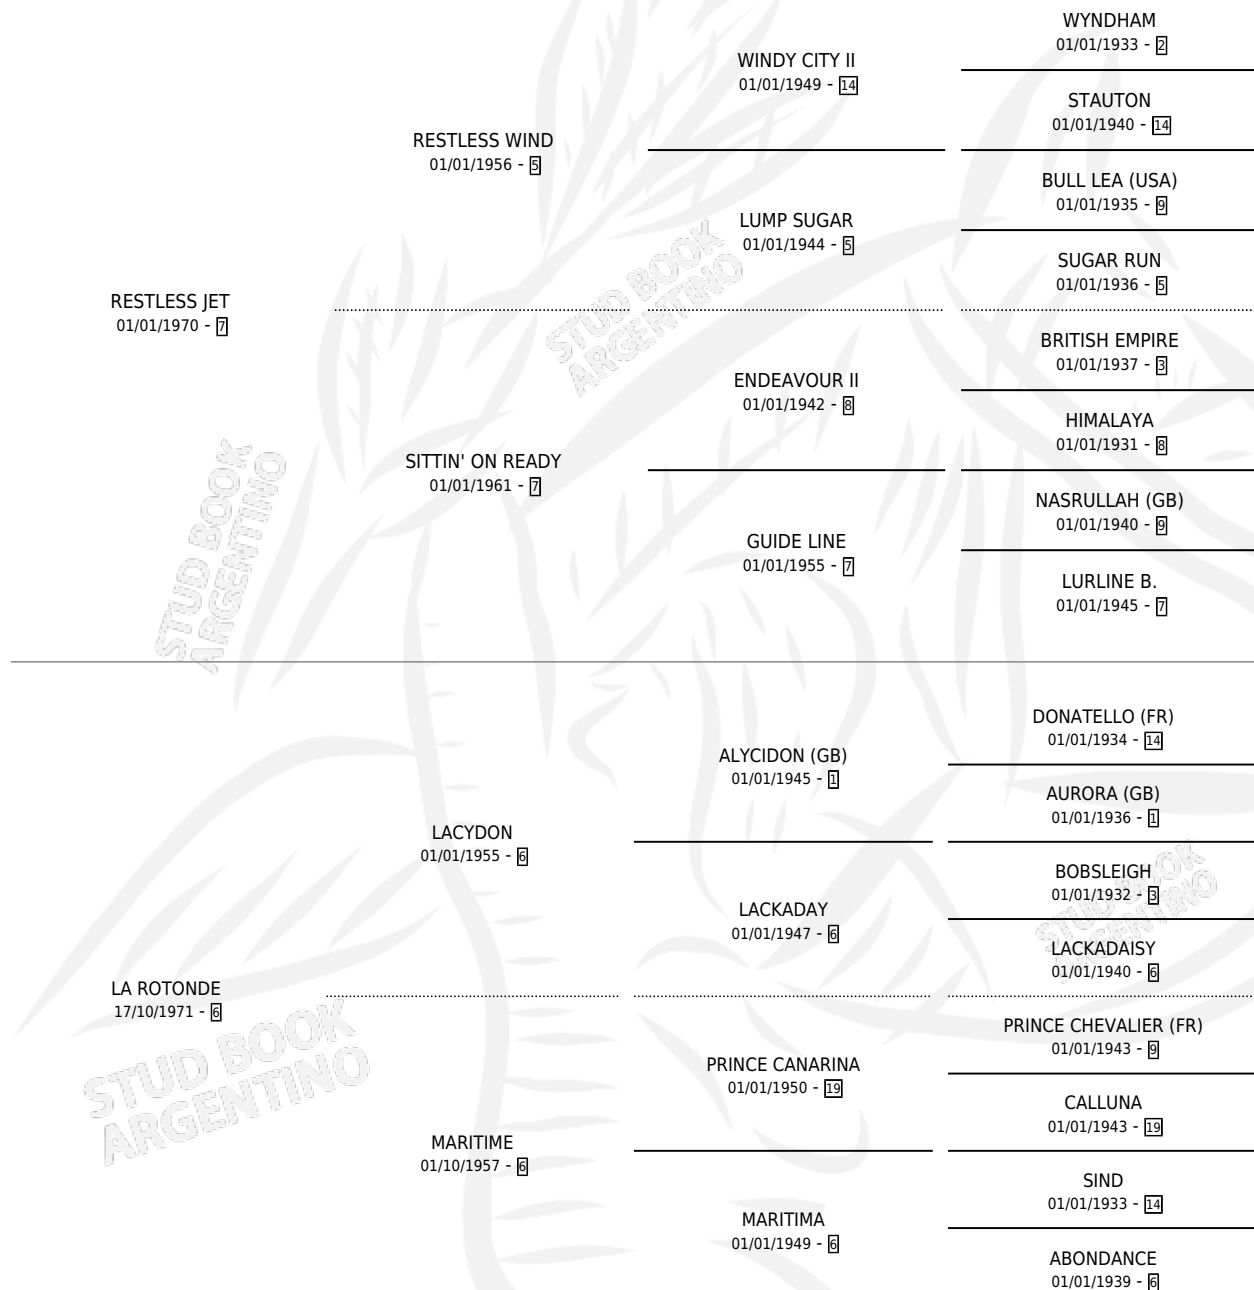 WYNDHAM
01/01/1933 - 2
WINDY CITY II
01/01/1949 - 14
STAUTON
01/01/1940 - 14
RESTLESS WIND
01/01/1956 - 5
BULL LEA (USA)
01/01/1935 - 9
LUMP SUGAR
01/01/1944 - 5
SUGAR RUN
01/01/1936 - 5
RESTLESS JET
01/01/1970 - 7
STUD BOOK
ARGENTINO
BRITISH EMPIRE
01/01/1937 - 3
ENDEAVOUR II
01/01/1942 - 8
HIMALAYA
01/01/1931 - 8
SITTIN' ON READY
01/01/1961 - 7
NASRULLAH (GB)
01/01/1940 - 9
GUIDE LINE
01/01/1955 - 7
LURLINE B.
01/01/1945 - 7
STUD BOOK
ARGENTINO
DONATELLO (FR)
01/01/1934 - 14
ALYCIDON (GB)
01/01/1945 - 1
AURORA (GB)
01/01/1936 - 1
LACYDON
01/01/1955 - 6
BOBSLEIGH
01/01/1932 - 3
LACKADAY
01/01/1947 - 6
STUD BOOK
ARGENTINO
LACKADAISY
01/01/1940 - 6
LA ROTONDE
17/10/1971 - 6
STUD BOOK
ARGENTINO
PRINCE CHEVALIER (FR)
01/01/1943 - 9
PRINCE CANARINA
01/01/1950 - 19
CALLUNA
01/01/1943 - 19
MARITIME
01/10/1957 - 6
SIND
01/01/1933 - 14
MARITIMA
01/01/1949 - 6
ABONDANCE
01/01/1939 - 6